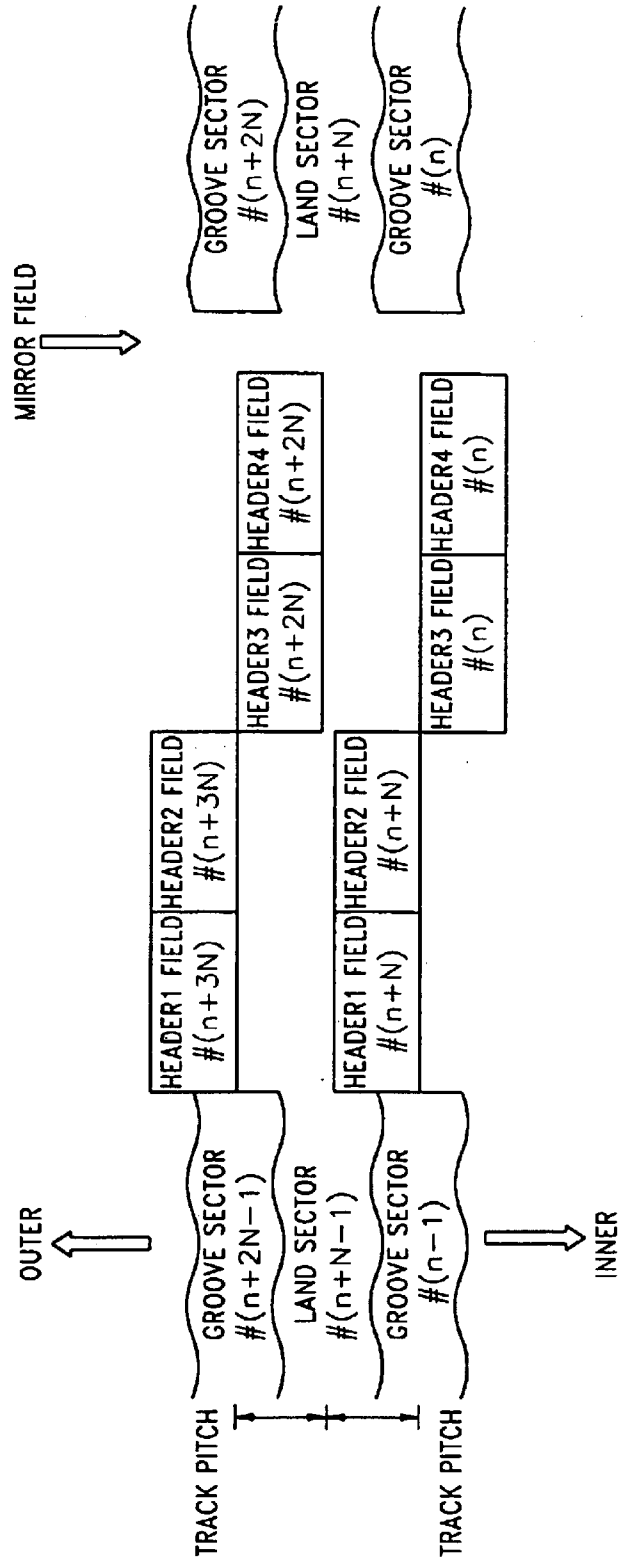 MIRROR FIELD
OUTER
GROOVE SECTOR
#(n+2N-1)
LAND SECTOR
#(n+N-1)
GROOVE SECTOR
#(n-1)
INNER
TRACK PITCH
TRACK PITCH
HEADER1 FIELD
#(n+3N)
HEADER2 FIELD
#(n+3N)
HEADER1 FIELD
#(n+N)
HEADER2 FIELD
#(n+N)
HEADER3 FIELD
#(n+2N)
HEADER4 FIELD
#(n+2N)
HEADER3 FIELD
#(n)
HEADER4 FIELD
#(n)
GROOVE SECTOR
#(n+2N)
LAND SECTOR
#(n+N)
GROOVE SECTOR
#(n)